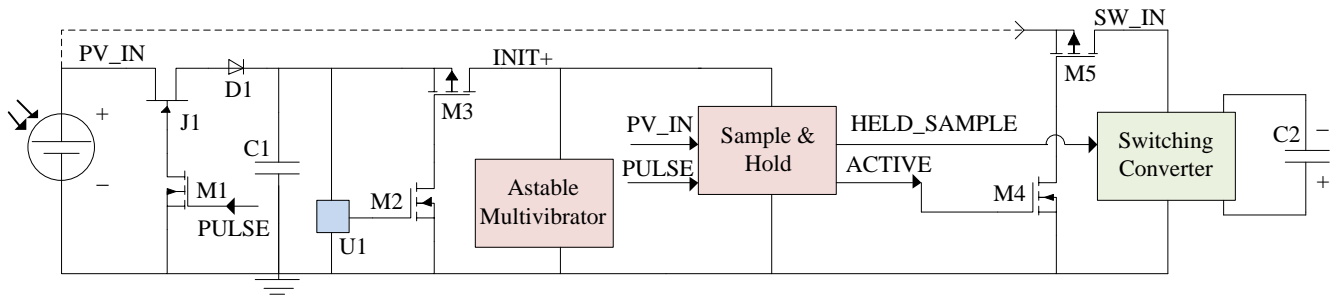 SW_IN
PV_IN
INIT+
+
D1
M5
M3
J1
PV_IN
Sample &
Hold
HELD_SAMPLE
C2
−
C1
Switching
Converter
−
M1
PULSE
ACTIVE
+
M2
Astable
Multivibrator
M4
PULSE
U1